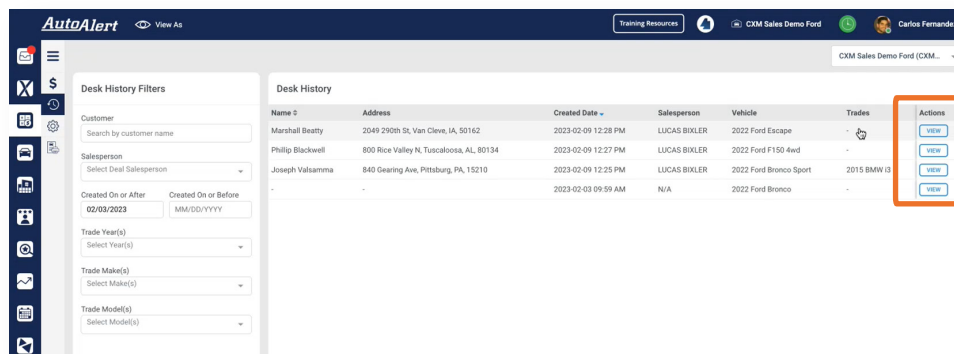 AutoAlert View As Training Resources CXM Sales Demo Ford Carlos Fernande
CXM Sales Demo Ford (CXM...
Desk History Filters
Customer
Search by customer name
Salesperson
Select Deal Salesperson
Created On or After Created On or Before
02/03/2023 MM/DD/YYYY
Trade Year(s)
Select Year(s)
Trade Make(s)
Select Make(s)
Trade Model(s)
Select Model(s)
Desk History
Name Address Created Date Salesperson Vehicle Trades Actions
Marshall Beatty 2049 290th St, Van Cleve, IA, 50162 2023-02-09 12:28 PM LUCAS BIXLER 2022 Ford Escape - VIEW
Phillip Blackwell 800 Rice Valley N, Tuscaloosa, AL, 80134 2023-02-09 12:27 PM LUCAS BIXLER 2022 Ford F150 4wd - VIEW
Joseph Valsamma 840 Gearing Ave, Pittsburg, PA, 15210 2023-02-09 12:25 PM LUCAS BIXLER 2022 Ford Bronco Sport 2015 BMW i3 VIEW
- - 2023-02-03 09:59 AM N/A 2022 Ford Bronco - VIEW